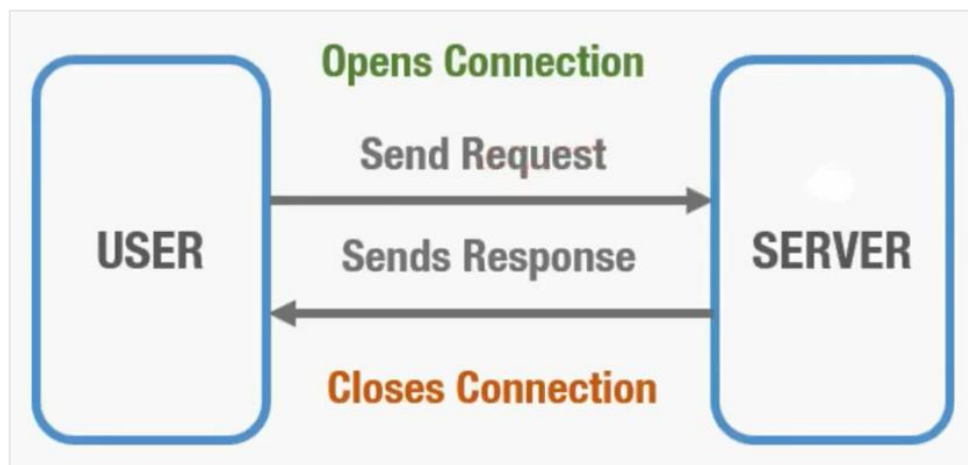 Opens Connection
Send Request
USER
Sends Response
SERVER
Closes Connection